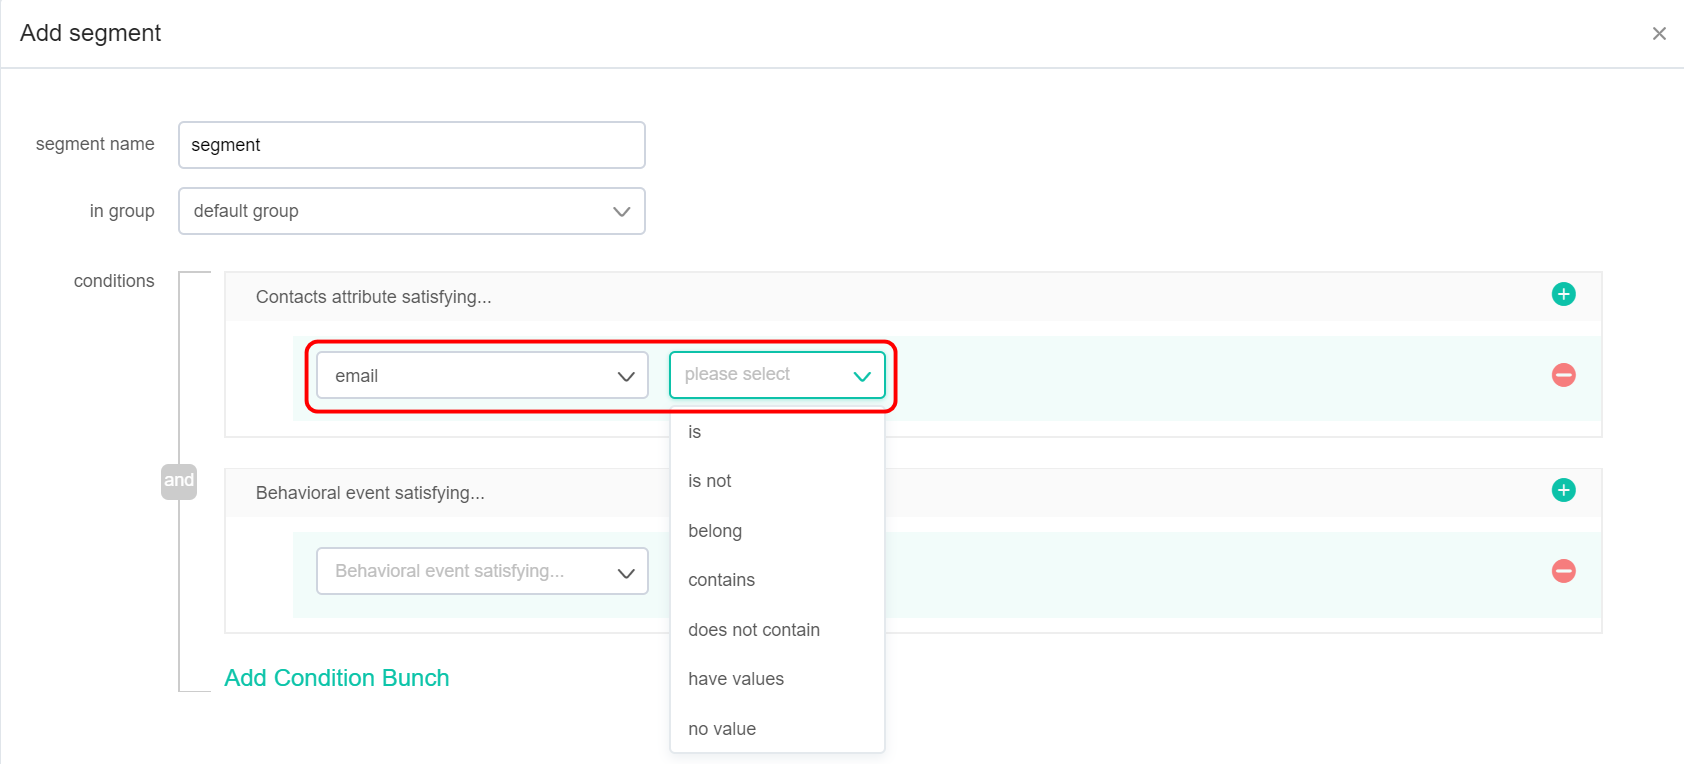 Add segment
segment name
segment
in group
default group
conditions
Contacts attribute satisfying...
email
please select
is
is not
belong
contains
does not contain
have values
no value
and
Behavioral event satisfying...
Behavioral event satisfying...
Add Condition Bunch